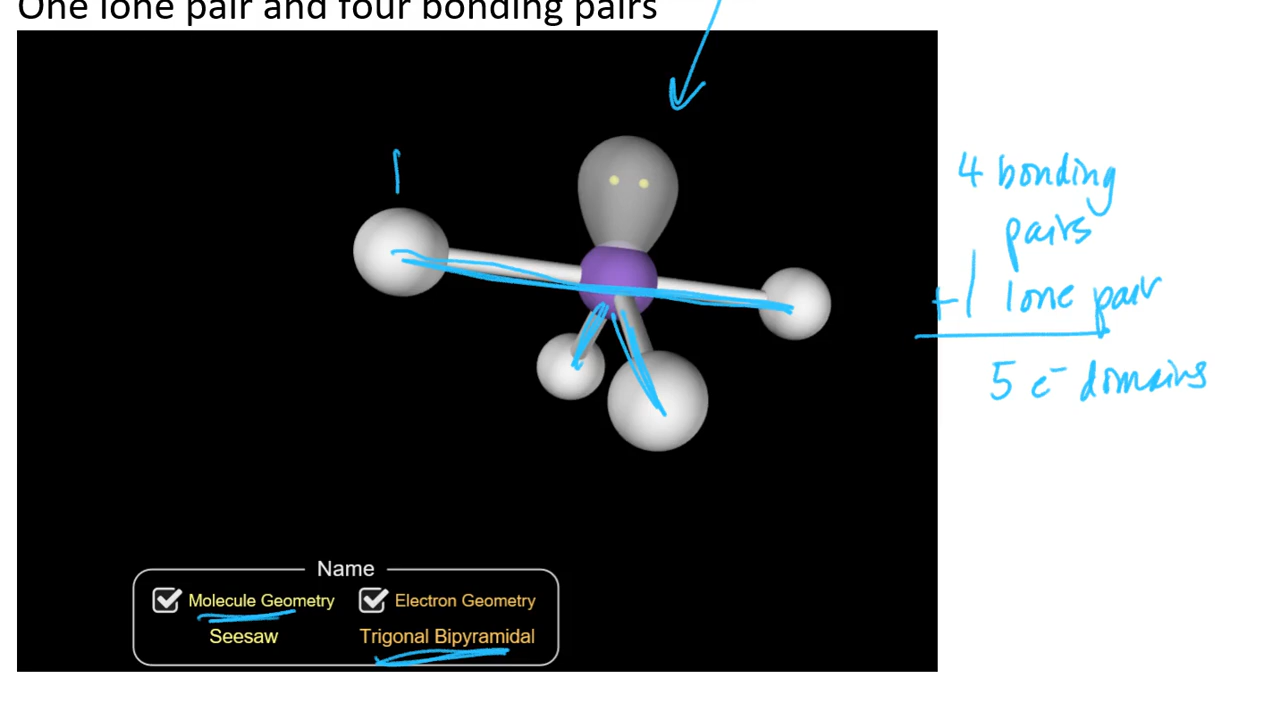 One lone pair and four bonding pairs
4 bonding
pairs
+1 lone pair
5 e⁻ domains
Name
Molecule Geometry Electron Geometry
Seesaw Trigonal Bipyramidal